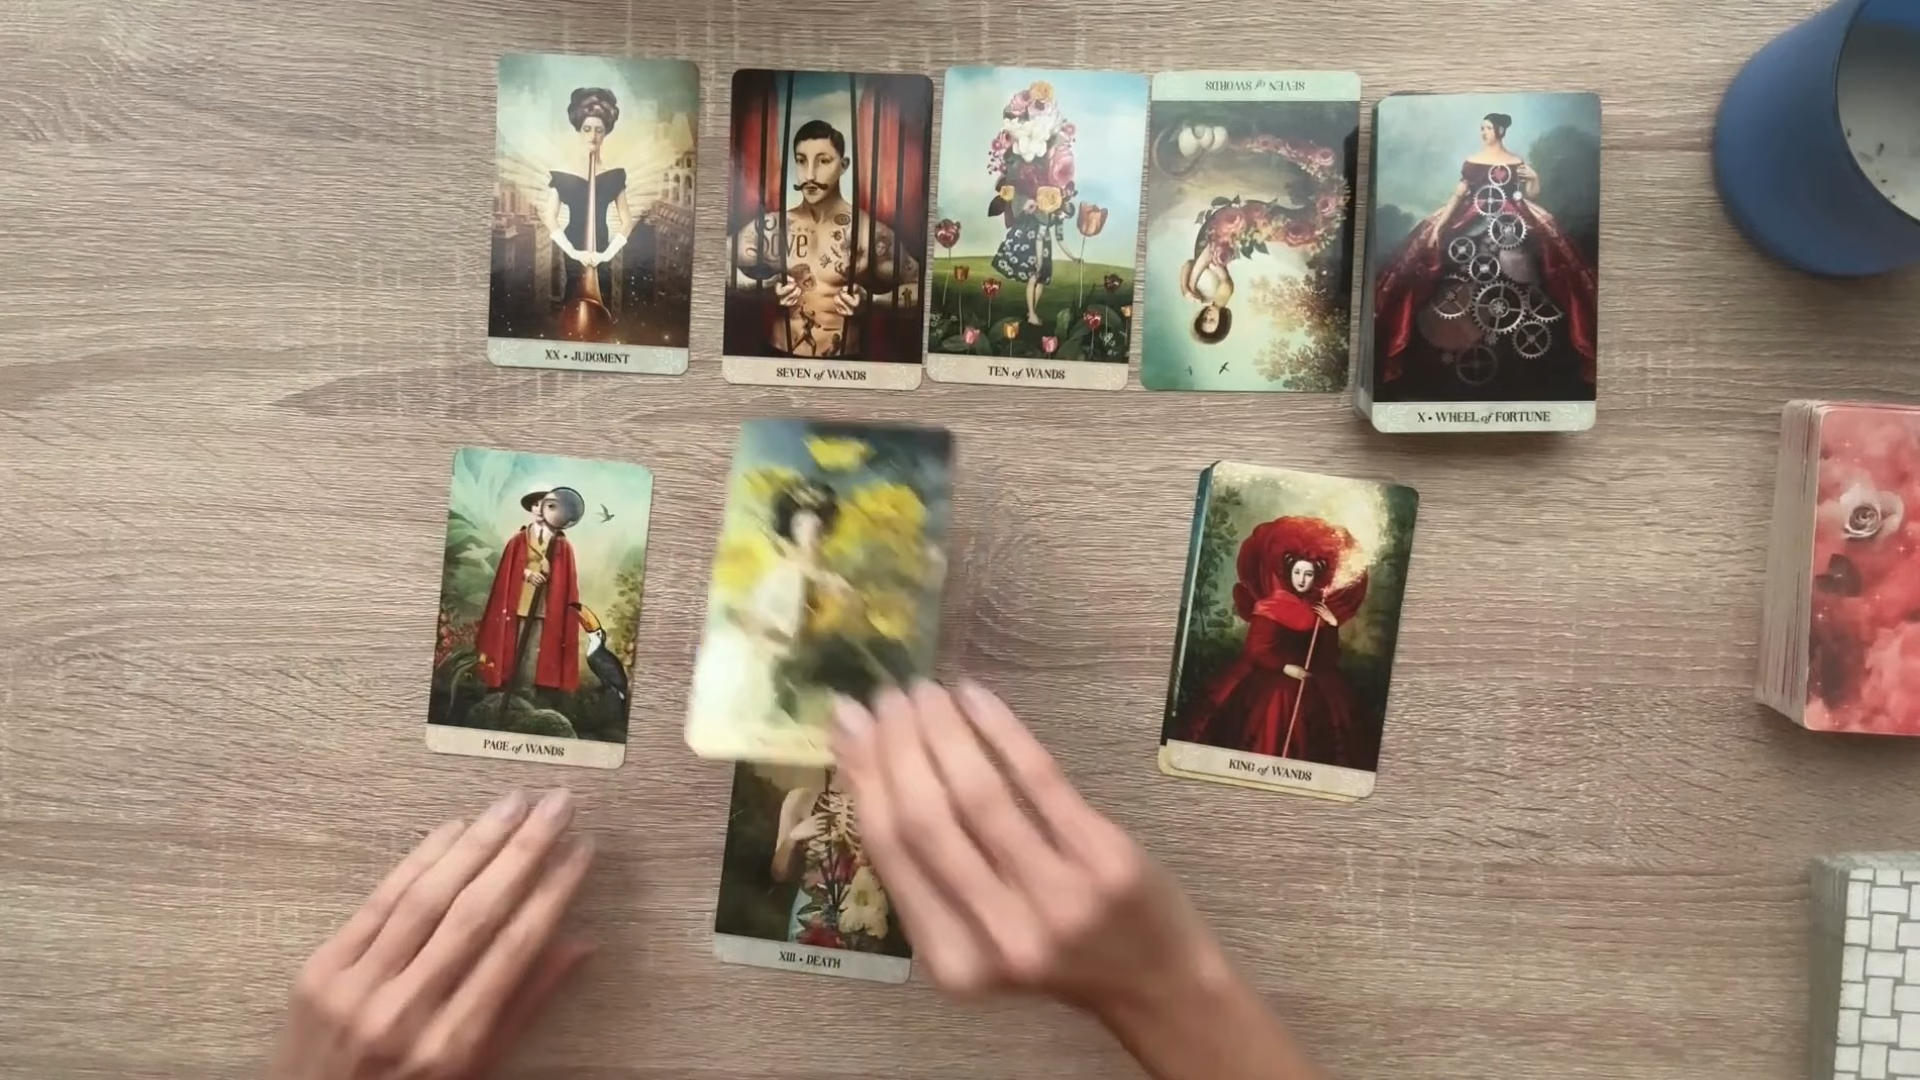 XX • JUDGMENT
SEVEN of WANDS
TEN of WANDS
SEVEN of SWORDS
X • WHEEL of FORTUNE
PAGE of WANDS
KING of WANDS
XIII • DEATH